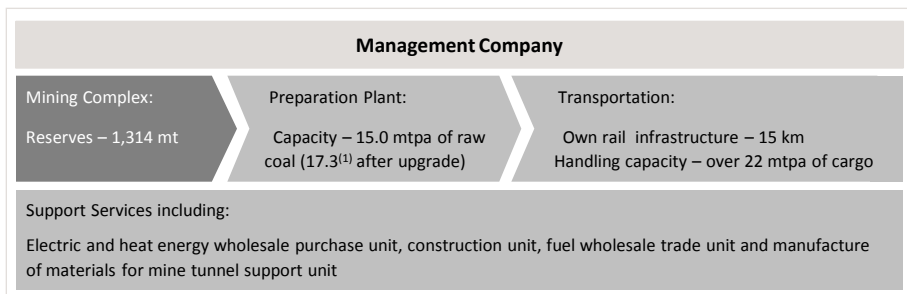 Management Company
Mining Complex:
Reserves – 1,314 mt
Preparation Plant:
Capacity – 15.0 mtpa of raw
coal (17.3(1) after upgrade)
Transportation:
Own rail infrastructure – 15 km
Handling capacity – over 22 mtpa of cargo
Support Services including:
Electric and heat energy wholesale purchase unit, construction unit, fuel wholesale trade unit and manufacture
of materials for mine tunnel support unit